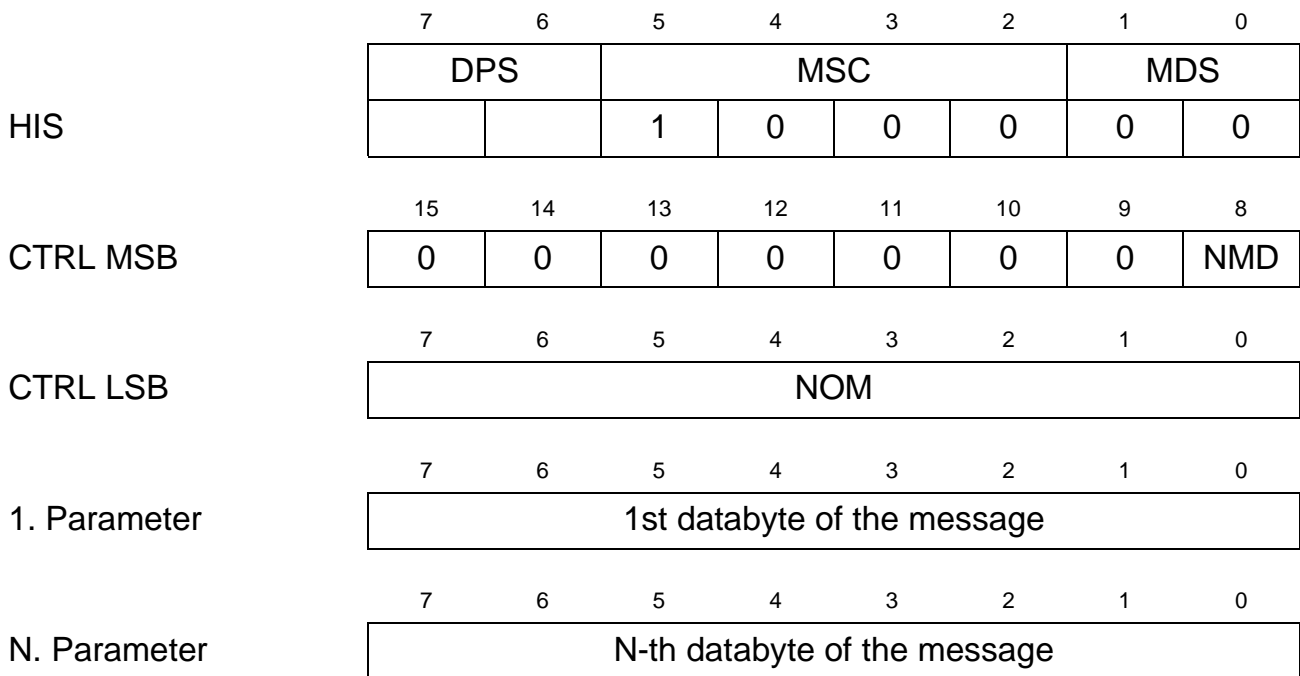 7 6 5 4 3 2 1 0
DPS MSC MDS
HIS 1 0 0 0 0 0
15 14 13 12 11 10 9 8
CTRL MSB 0 0 0 0 0 0 0 NMD
7 6 5 4 3 2 1 0
CTRL LSB NOM
7 6 5 4 3 2 1 0
1. Parameter 1st databyte of the message
7 6 5 4 3 2 1 0
N. Parameter N-th databyte of the message